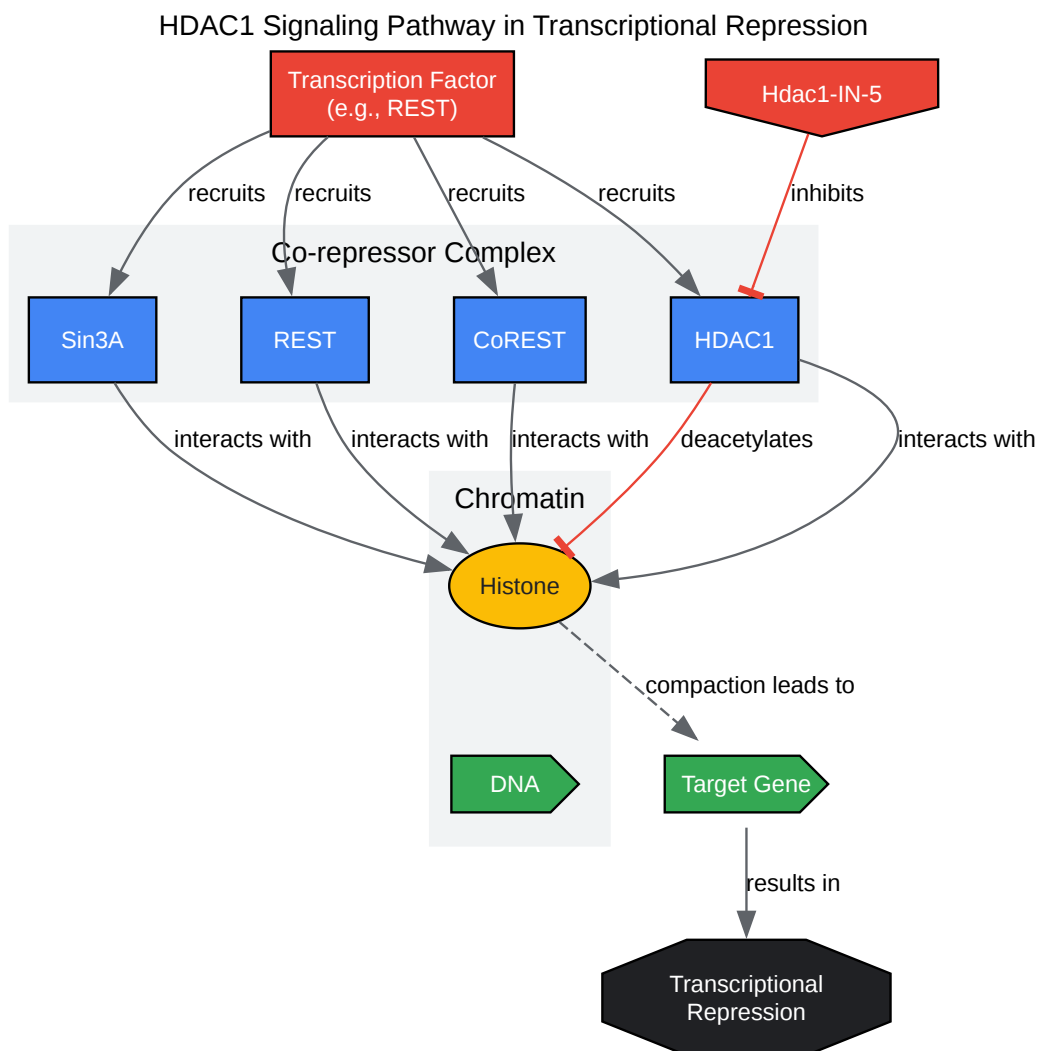 HDAC1 Signaling Pathway in Transcriptional Repression
Transcription Factor
(e.g., REST)
Hdac1-IN-5
recruits
recruits
recruits
recruits
inhibits
Co-repressor Complex
Sin3A
REST
CoREST
HDAC1
interacts with
interacts with
interacts with
deacetylates
interacts with
Chromatin
Histone
compaction leads to
DNA
Target Gene
results in
Transcriptional
Repression